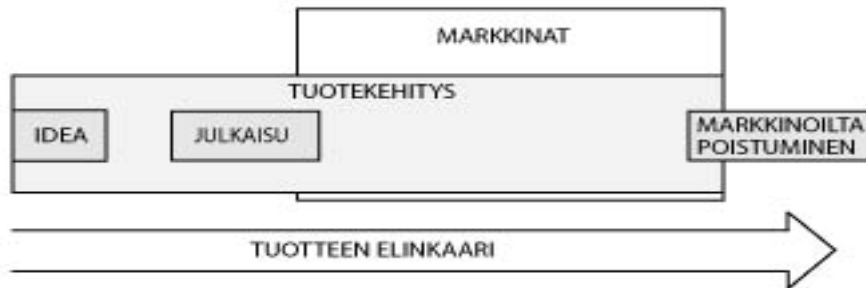 MARKKINAT
TUOTEKEHITYS
IDEA
JULKAISU
MARKKINOILTA
POISTUMINEN
TUOTTEEN ELINKAARI